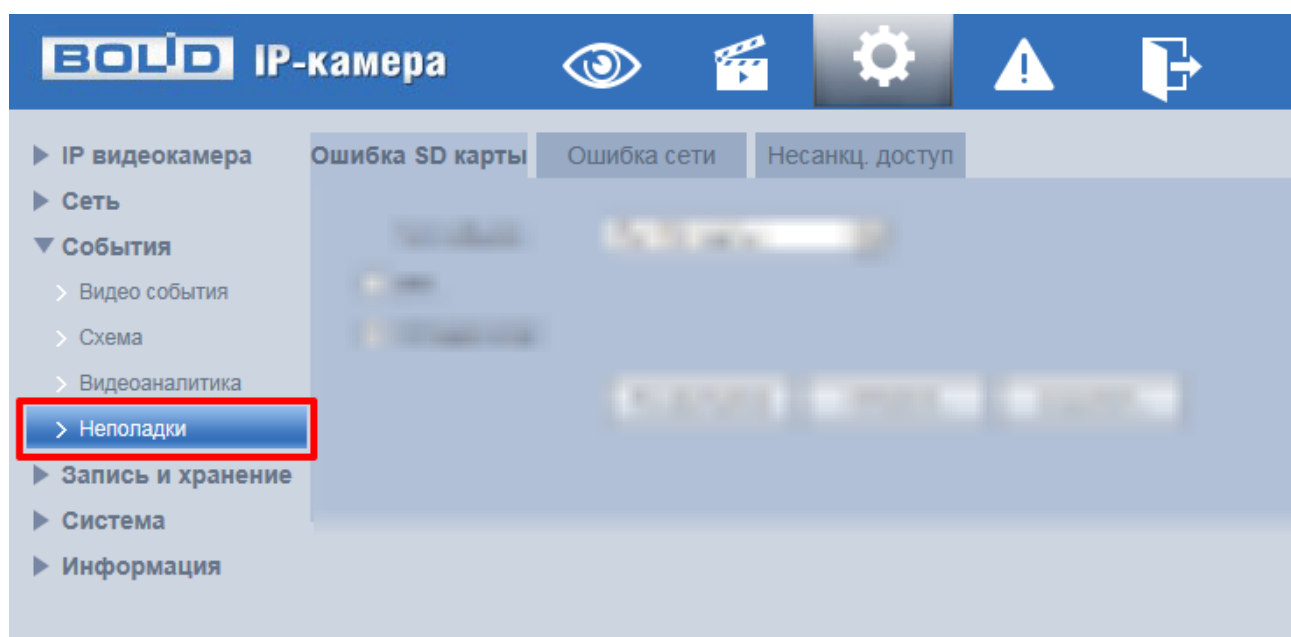 BOLID IP-камера
IP видеокамера
Сеть
События
Видео события
Схема
Видеоаналитика
Неполадки
Запись и хранение
Система
Информация
Ошибка SD карты Ошибка сети Несанкц. доступ